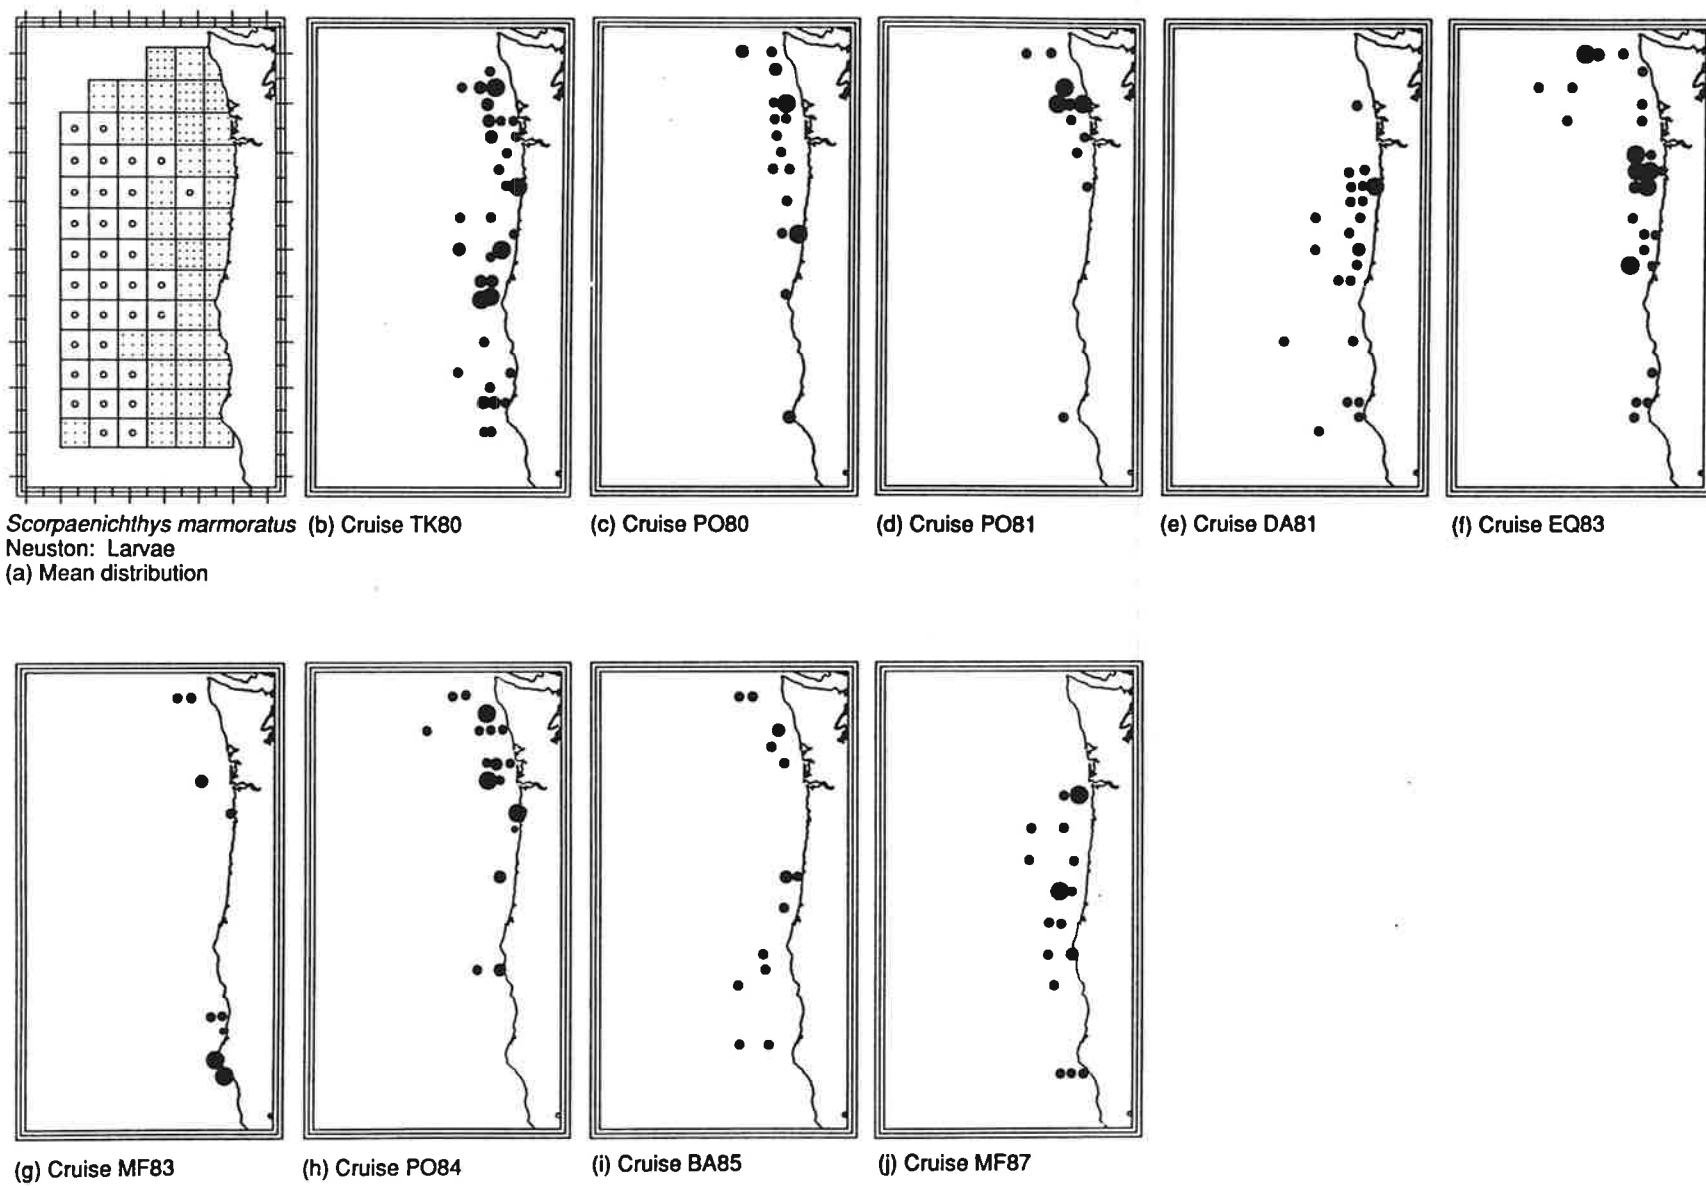 Scorpaenichthys marmoratus
Neuston: Larvae
(a) Mean distribution
(b) Cruise TK80
(c) Cruise PO80
(d) Cruise PO81
(e) Cruise DA81
(f) Cruise EQ83
(g) Cruise MF83
(h) Cruise PO84
(i) Cruise BA85
(j) Cruise MF87